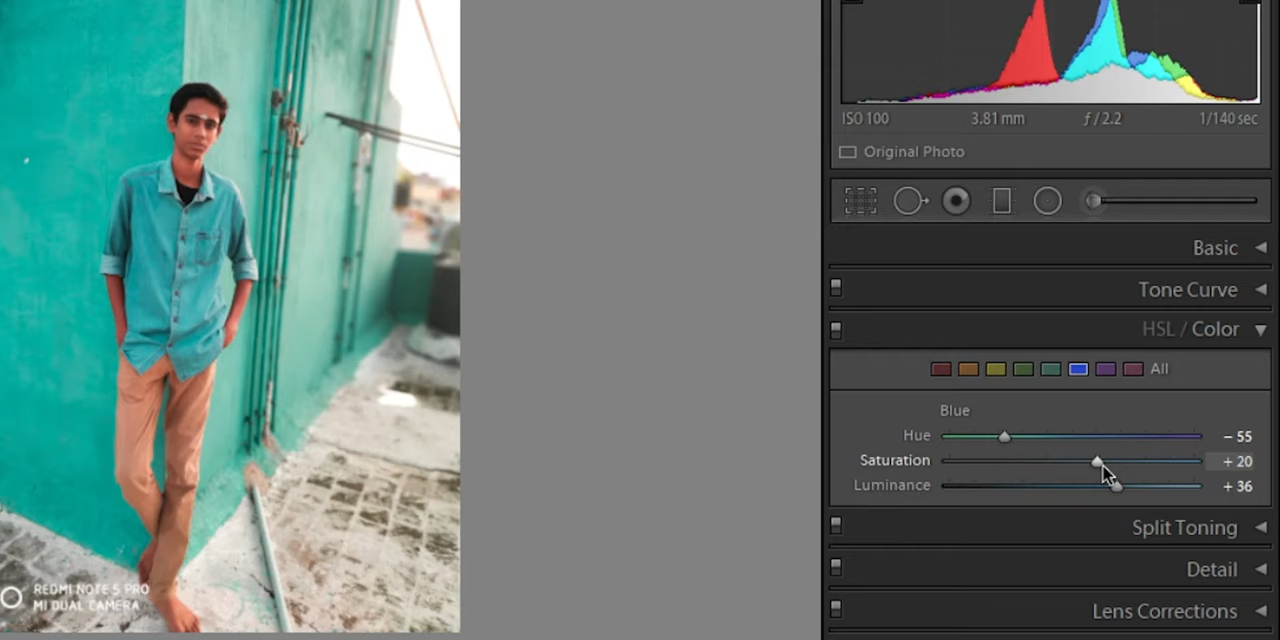 ISO 100 3.81 mm ƒ / 2.2 1/140 sec
Original Photo
Basic
Tone Curve
HSL / Color
All
Blue
Hue – 55
Saturation + 20
Luminance + 36
Split Toning
Detail
Lens Corrections
REDMI NOTE 5 PRO
MI DUAL CAMERA